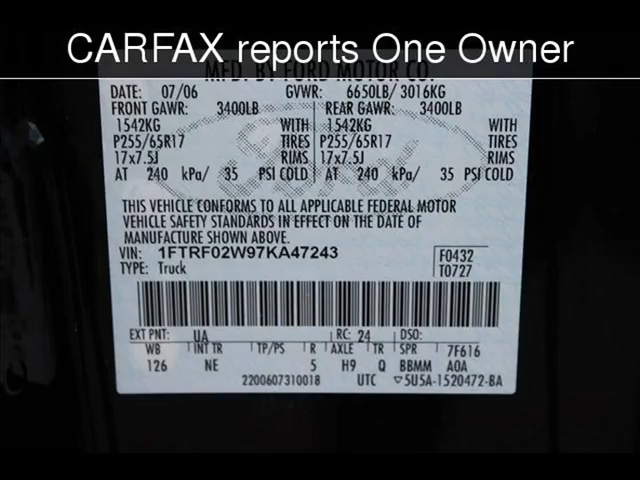 CARFAX reports One Owner
MFD. BY FORD MOTOR CO.
DATE: 07/06 GVWR: 6650LB/ 3016KG
FRONT GAWR: 3400LB REAR GAWR: 3400LB
1542KG WITH 1542KG WITH
P255/65R17 TIRES P255/65R17 TIRES
17x7.5J RIMS 17x7.5J RIMS
AT 240 kPa/ 35 PSI COLD AT 240 kPa/ 35 PSI COLD
Ford
THIS VEHICLE CONFORMS TO ALL APPLICABLE FEDERAL MOTOR
VEHICLE SAFETY STANDARDS IN EFFECT ON THE DATE OF
MANUFACTURE SHOWN ABOVE.
VIN: 1FTRF02W97KA47243 F0432
TYPE: Truck T0727
EXT PNT: UA RC: 24 DSO:
WB INT TR TP/PS R AXLE TR SPR 7F616
126 NE 5 H9 Q BBMM A0A
2200607310018 UTC ▽5U5A-1520472-BA